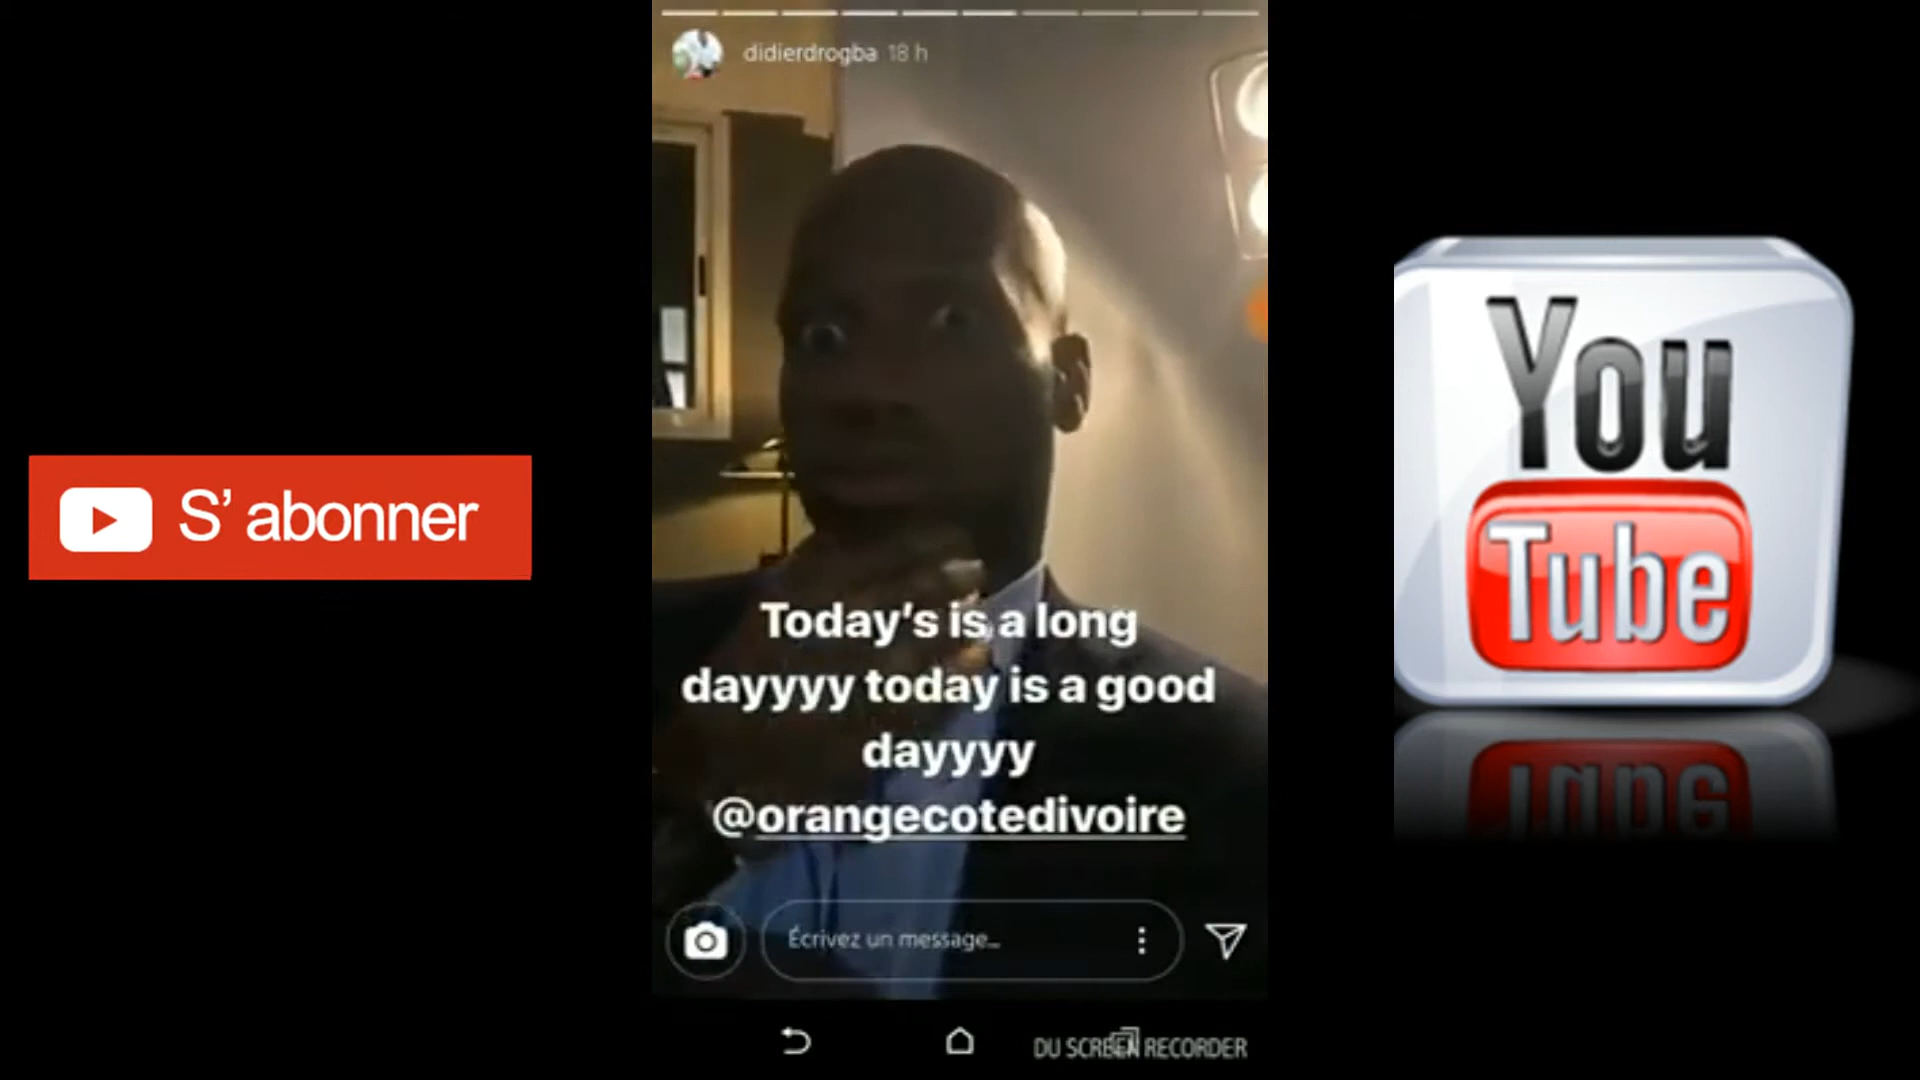 didierdrogba 18 h
S' abonner
You
Tube
Today's is a long
dayyyy today is a good
dayyyy
@orangecotedivoire
Écrivez un message...
DU SCREEN RECORDER